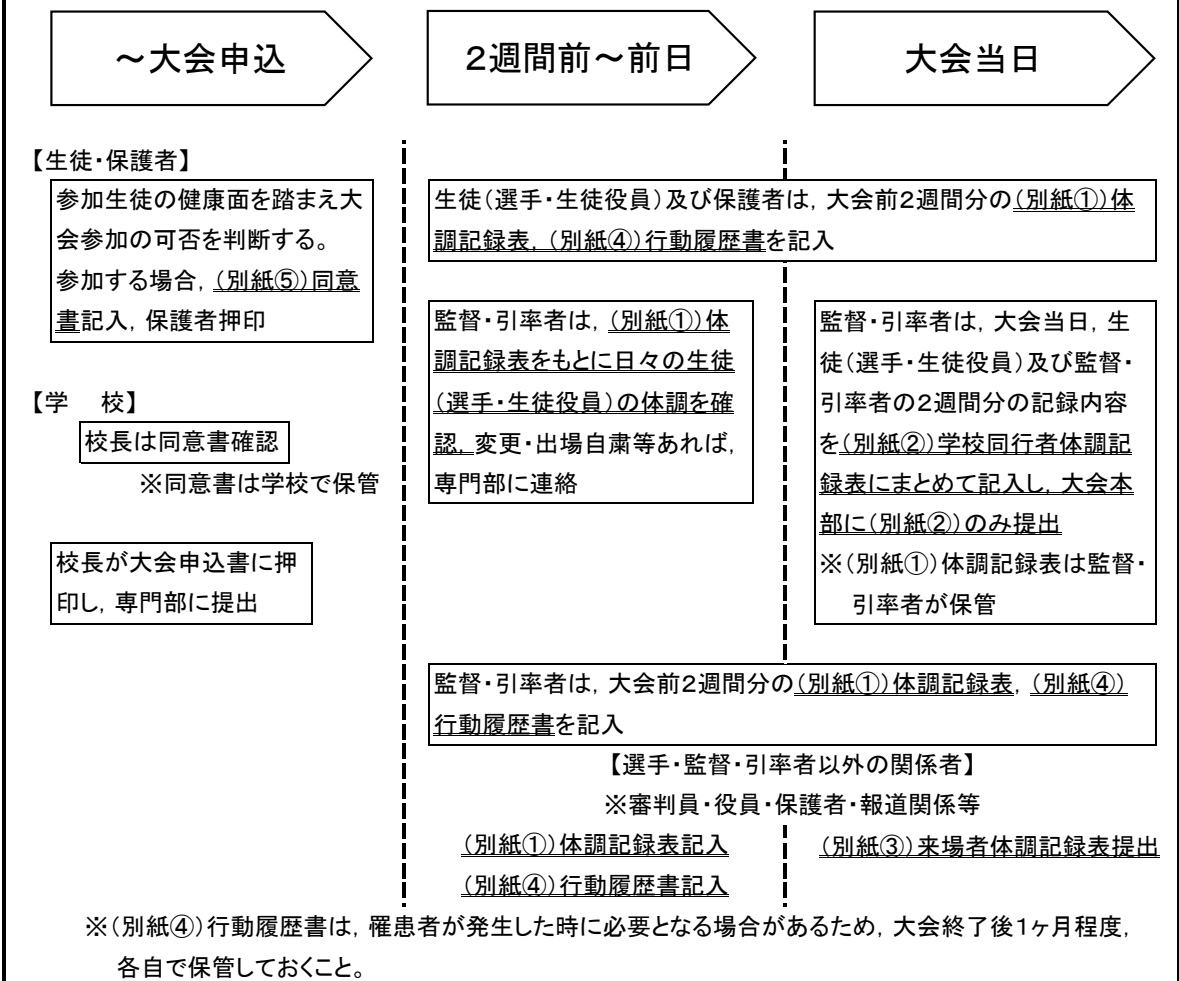 ～大会申込
２週間前～前日
大会当日
【生徒・保護者】
参加生徒の健康面を踏まえ大
会参加の可否を判断する。
参加する場合，（別紙⑤）同意
書記入，保護者押印
【学　校】
校長は同意書確認
※同意書は学校で保管
校長が大会申込書に押
印し，専門部に提出
生徒（選手・生徒役員）及び保護者は，大会前２週間分の（別紙①）体
調記録表，（別紙④）行動履歴書を記入
監督・引率者は，（別紙①）体
調記録表をもとに日々の生徒
（選手・生徒役員）の体調を確
認，変更・出場自粛等あれば，
専門部に連絡
監督・引率者は，大会当日，生
徒（選手・生徒役員）及び監督・
引率者の２週間分の記録内容
を（別紙②）学校同行者体調記
録表にまとめて記入し，大会本
部に（別紙②）のみ提出
※（別紙①）体調記録表は監督・
引率者が保管
監督・引率者は，大会前２週間分の（別紙①）体調記録表，（別紙④）
行動履歴書を記入
【選手・監督・引率者以外の関係者】
※審判員・役員・保護者・報道関係等
（別紙①）体調記録表記入
（別紙④）行動履歴書記入
（別紙③）来場者体調記録表提出
※（別紙④）行動履歴書は，罹患者が発生した時に必要となる場合があるため，大会終了後１ヶ月程度，
各自で保管しておくこと。